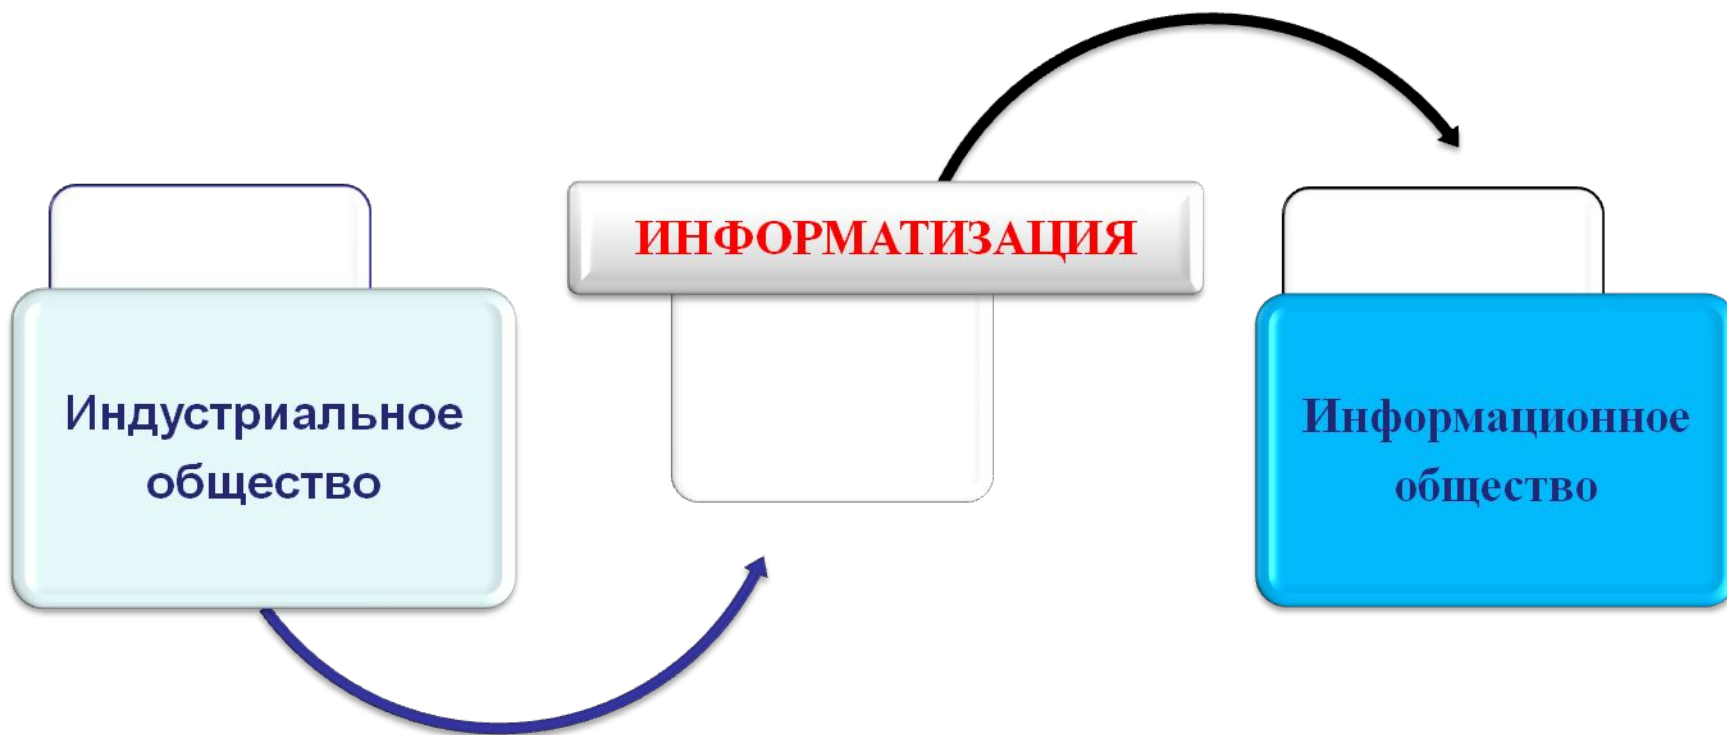 ИНФОРМАТИЗАЦИЯ
Индустриальное
общество
Информационное
общество